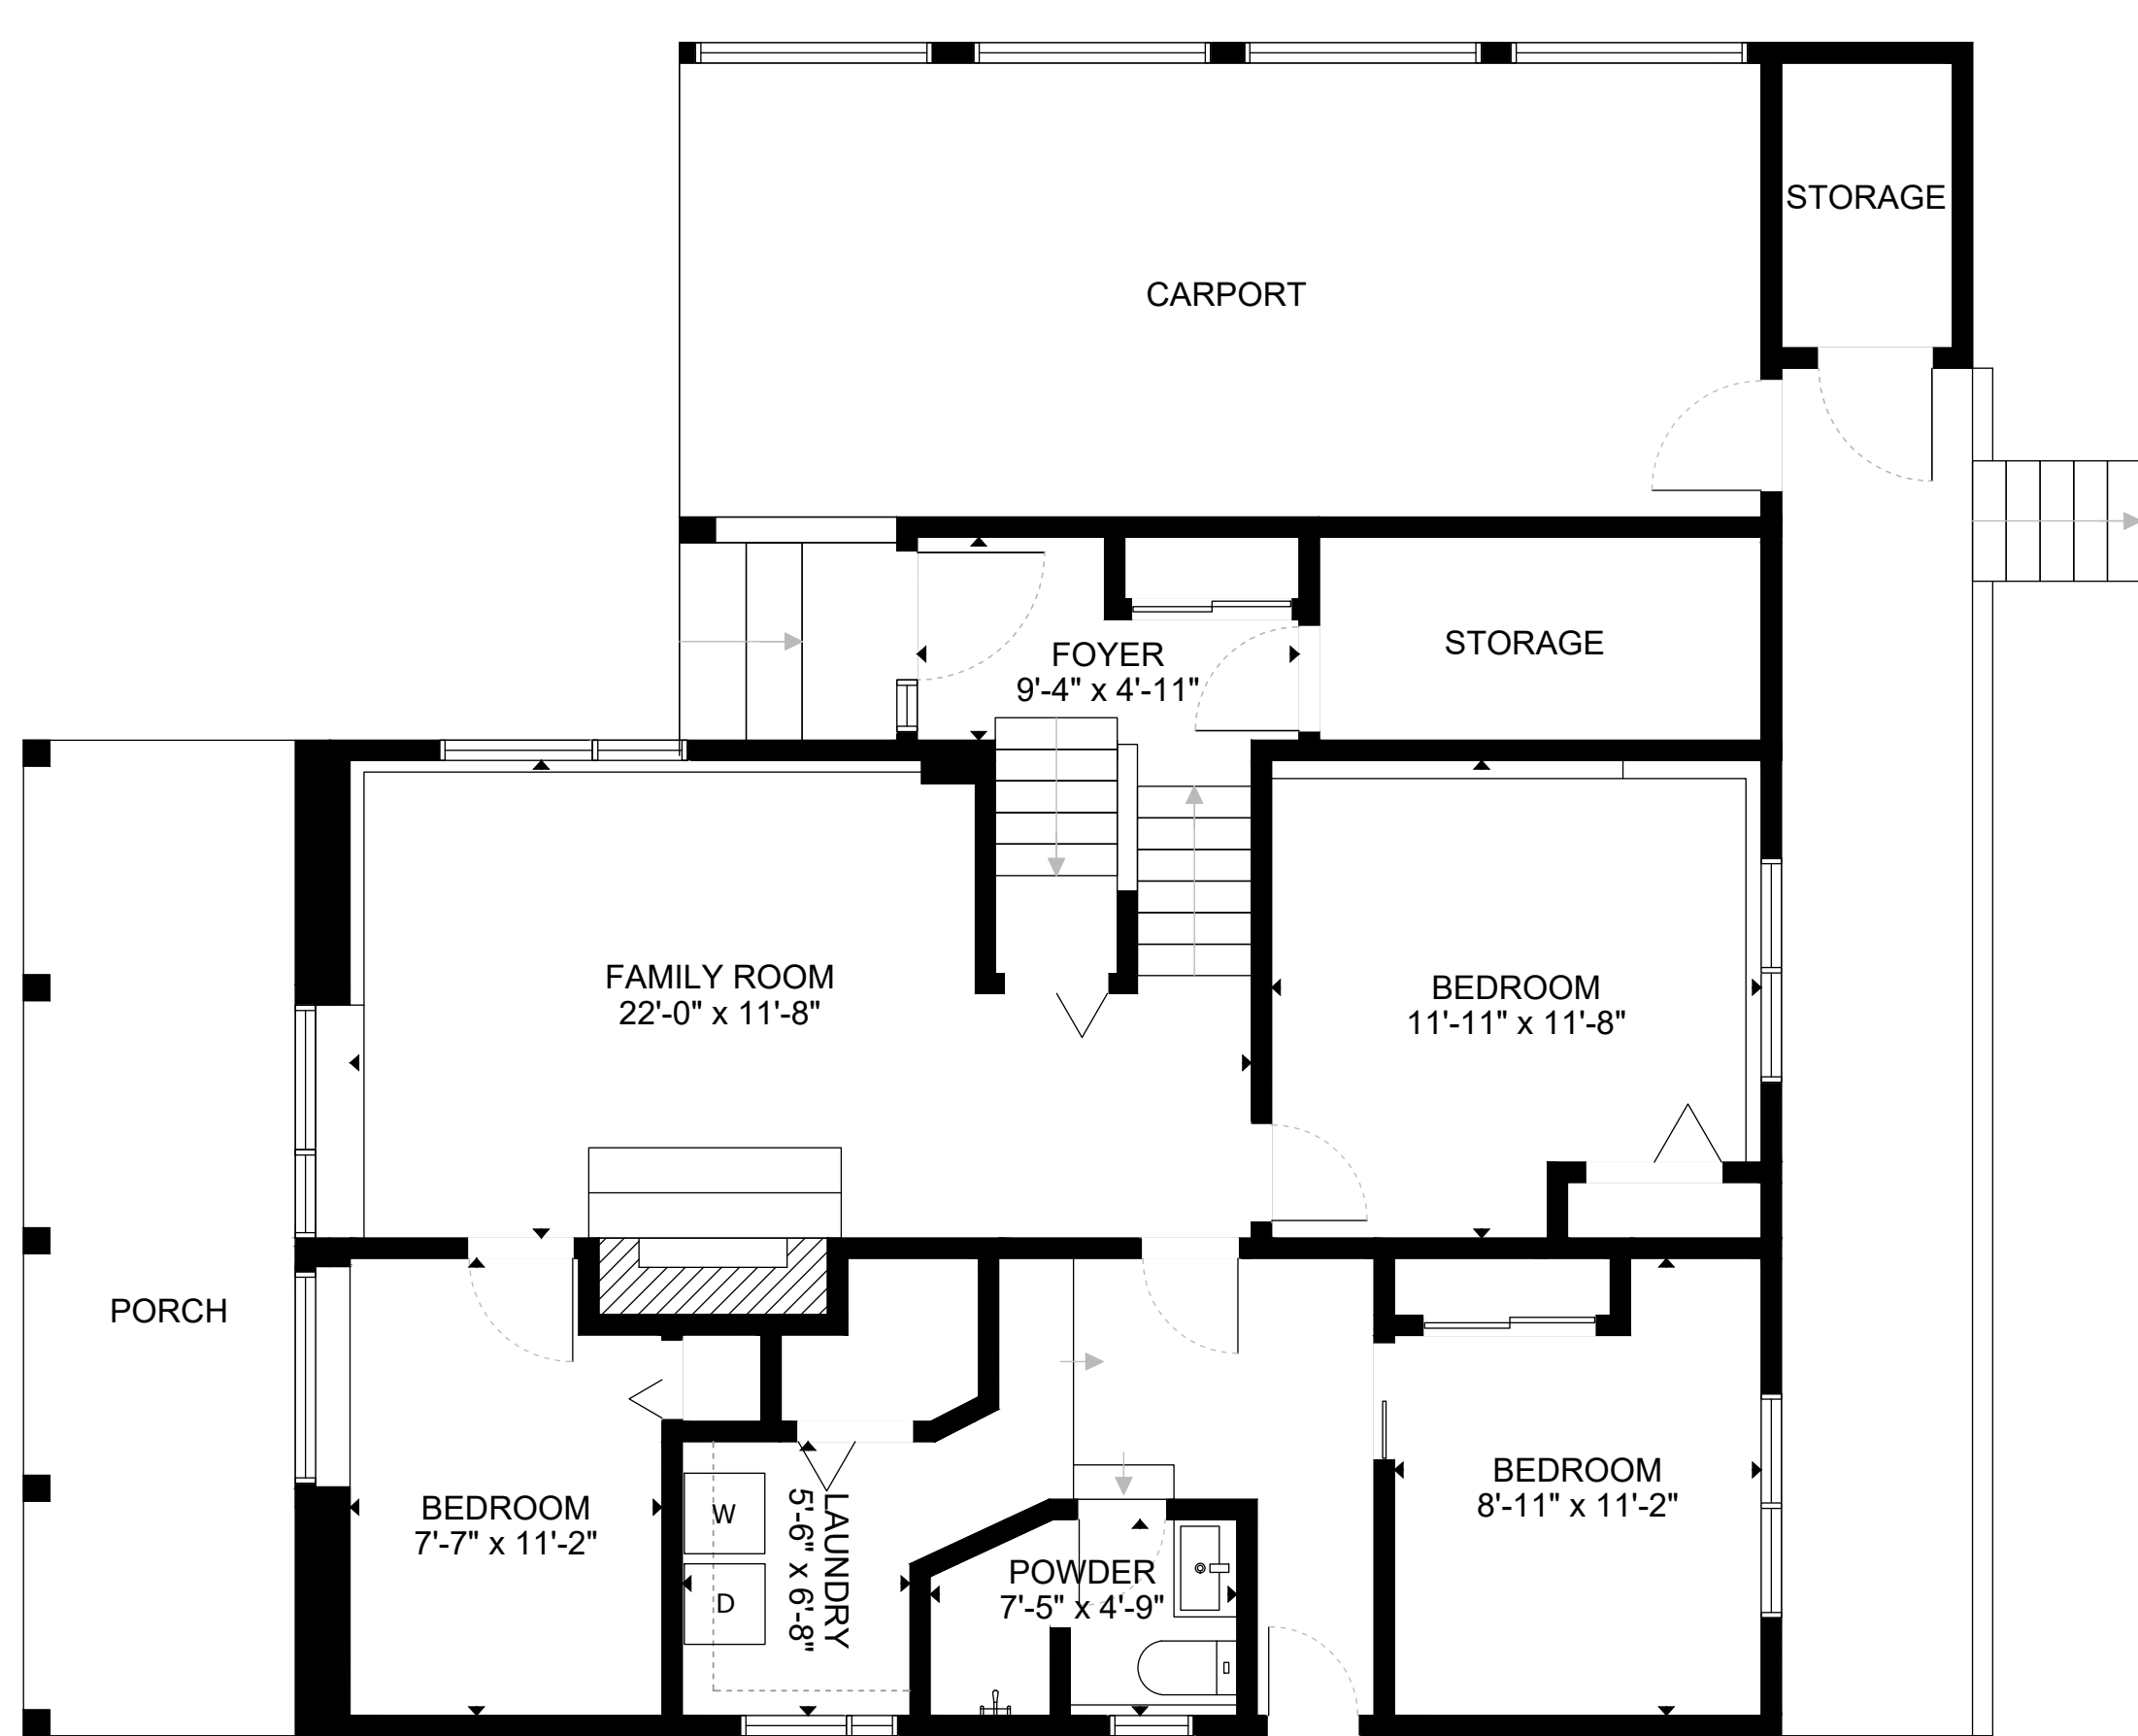 STORAGE
CARPORT
STORAGE
FOYER
9'-4" x 4'-11"
FAMILY ROOM
22'-0" x 11'-8"
BEDROOM
11'-11" x 11'-8"
PORCH
BEDROOM
7'-7" x 11'-2"
W
D
LAUNDRY
5'-6" x 6'-8"
POWDER
7'-5" x 4'-9"
BEDROOM
8'-11" x 11'-2"